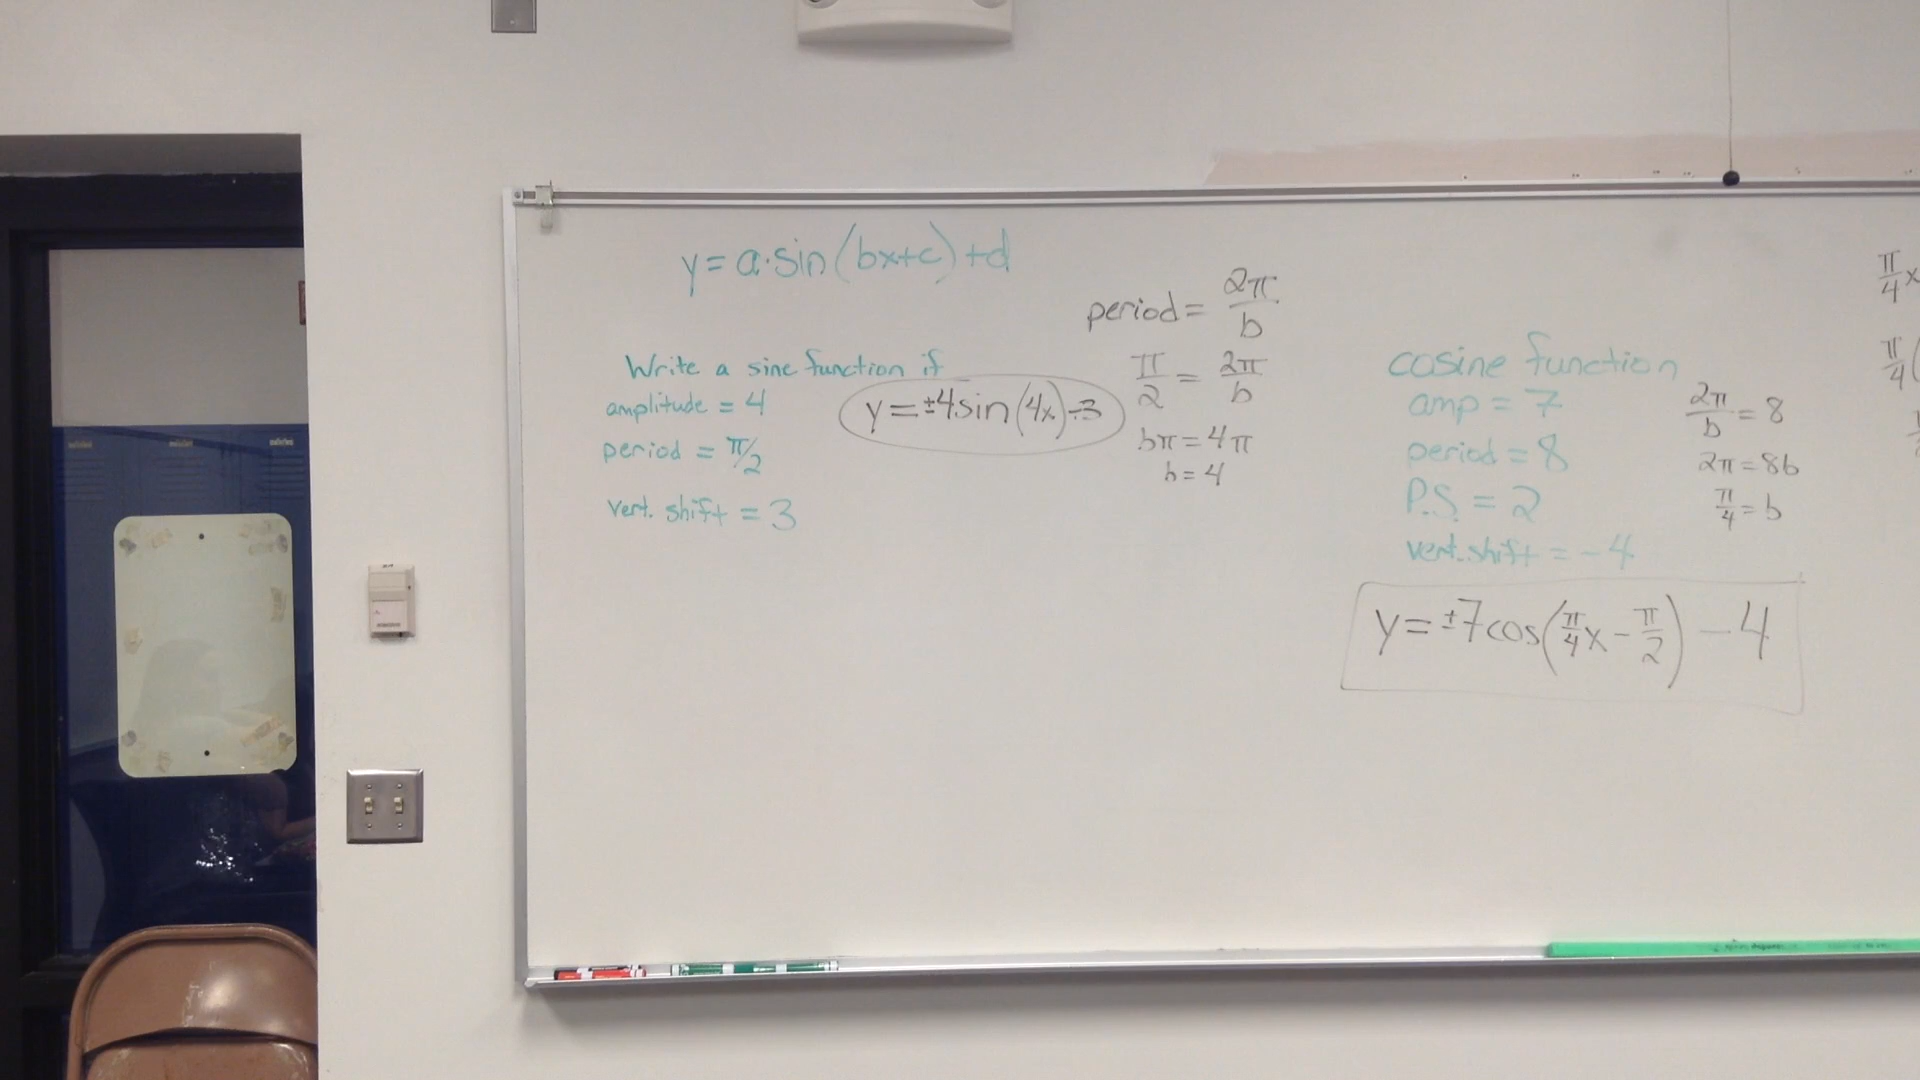 y = a·sin(bx+c)+d
Write a sine function if
amplitude = 4
period = π/2
vert. shift = 3
y = ±4sin(4x)÷3
period = 2π/b
π/2 = 2π/b
bπ = 4π
b = 4
cosine function
amp = 7
period = 8
P.S. = 2
vert. shift = -4
2π/b = 8
2π = 8b
π/4 = b
y = ±7cos(π/4x - π/2) - 4
π/4x
π/4(